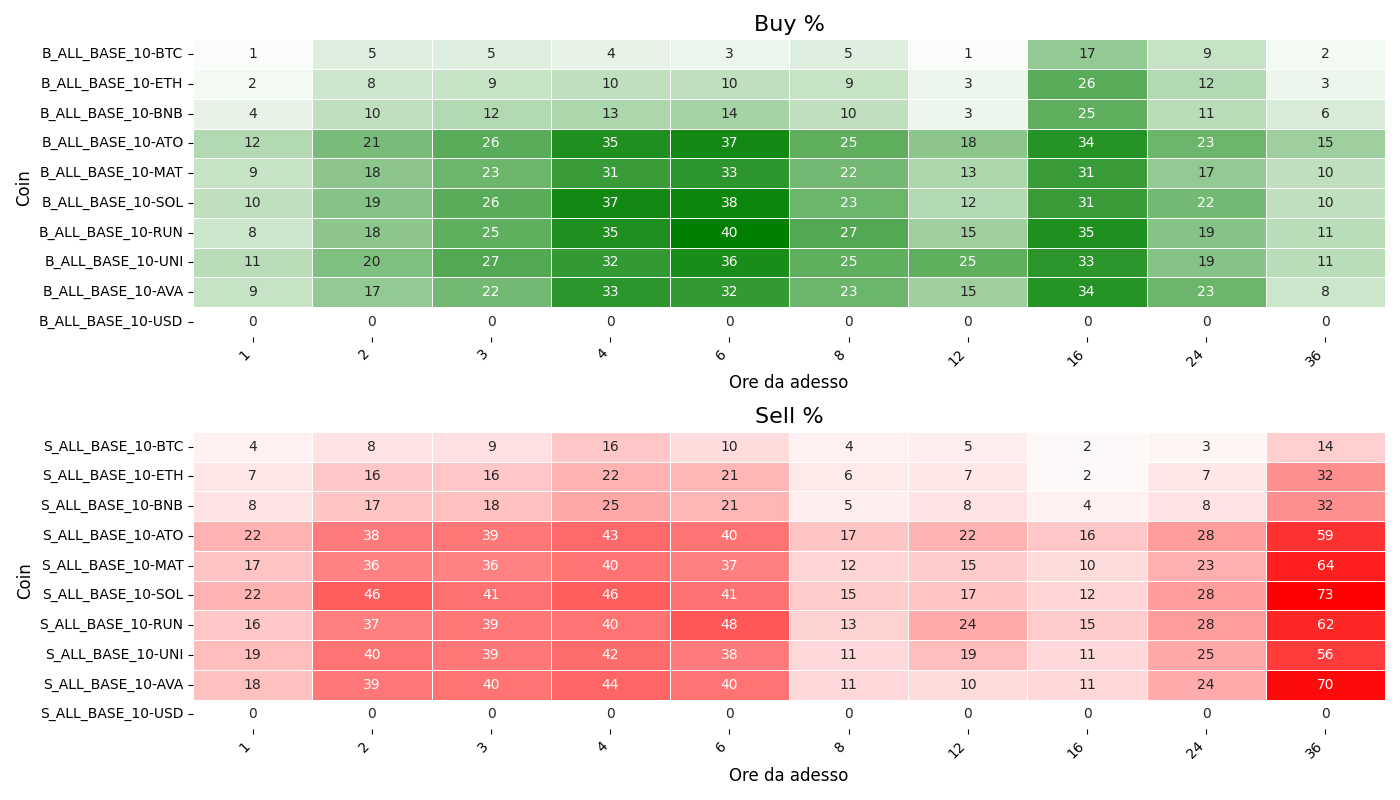 Buy %
Coin
B_ALL_BASE_10-BTC 1 5 5 4 3 5 1 17 9 2
B_ALL_BASE_10-ETH 2 8 9 10 10 9 3 26 12 3
B_ALL_BASE_10-BNB 4 10 12 13 14 10 3 25 11 6
B_ALL_BASE_10-ATO 12 21 26 35 37 25 18 34 23 15
B_ALL_BASE_10-MAT 9 18 23 31 33 22 13 31 17 10
B_ALL_BASE_10-SOL 10 19 26 37 38 23 12 31 22 10
B_ALL_BASE_10-RUN 8 18 25 35 40 27 15 35 19 11
B_ALL_BASE_10-UNI 11 20 27 32 36 25 25 33 19 11
B_ALL_BASE_10-AVA 9 17 22 33 32 23 15 34 23 8
B_ALL_BASE_10-USD 0 0 0 0 0 0 0 0 0 0
1 2 3 4 6 8 12 16 24 36
Ore da adesso
Sell %
Coin
S_ALL_BASE_10-BTC 4 8 9 16 10 4 5 2 3 14
S_ALL_BASE_10-ETH 7 16 16 22 21 6 7 2 7 32
S_ALL_BASE_10-BNB 8 17 18 25 21 5 8 4 8 32
S_ALL_BASE_10-ATO 22 38 39 43 40 17 22 16 28 59
S_ALL_BASE_10-MAT 17 36 36 40 37 12 15 10 23 64
S_ALL_BASE_10-SOL 22 46 41 46 41 15 17 12 28 73
S_ALL_BASE_10-RUN 16 37 39 40 48 13 24 15 28 62
S_ALL_BASE_10-UNI 19 40 39 42 38 11 19 11 25 56
S_ALL_BASE_10-AVA 18 39 40 44 40 11 10 11 24 70
S_ALL_BASE_10-USD 0 0 0 0 0 0 0 0 0 0
1 2 3 4 6 8 12 16 24 36
Ore da adesso